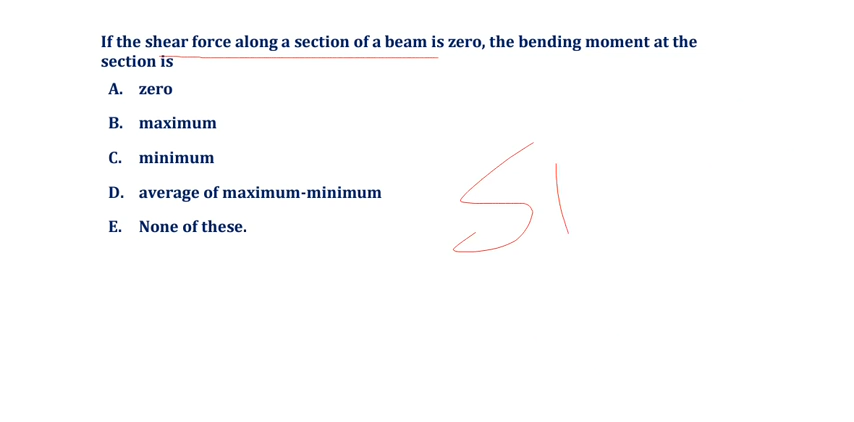 If the shear force along a section of a beam is zero, the bending moment at the
section is
A. zero
B. maximum
C. minimum
D. average of maximum-minimum
E. None of these.